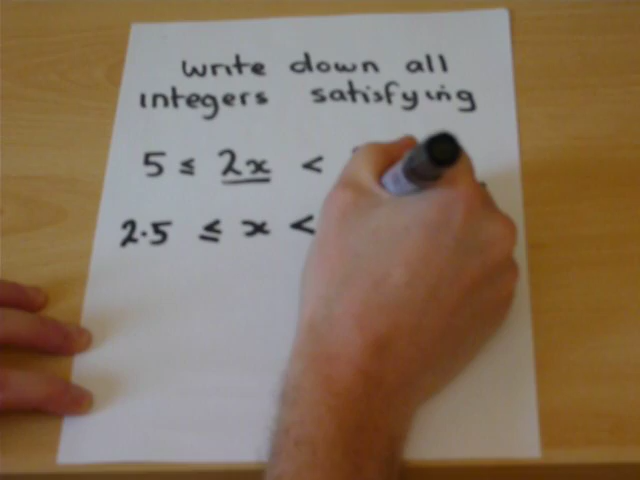 write down all
integers satisfying
5 ≤ 2x <
2.5 ≤ x <